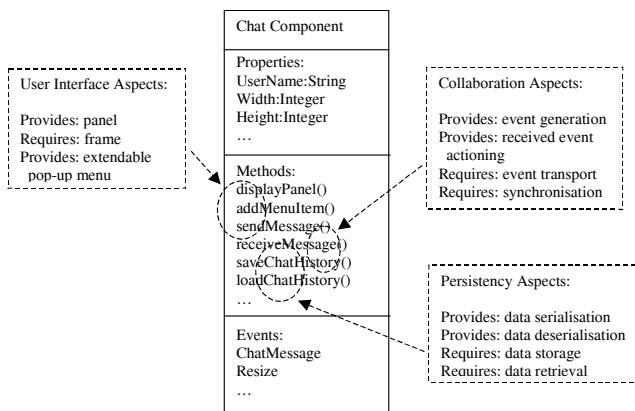 Chat Component
Properties:
UserName:String
Width:Integer
Height:Integer
…
Methods:
displayPanel()
addMenuItem()
sendMessage()
receiveMessage()
saveChatHistory()
loadChatHistory()
…
Events:
ChatMessage
Resize
…
User Interface Aspects:
Provides: panel
Requires: frame
Provides: extendable
pop-up menu
Collaboration Aspects:
Provides: event generation
Provides: received event
actioning
Requires: event transport
Requires: synchronisation
Persistency Aspects:
Provides: data serialisation
Provides: data deserialisation
Requires: data storage
Requires: data retrieval